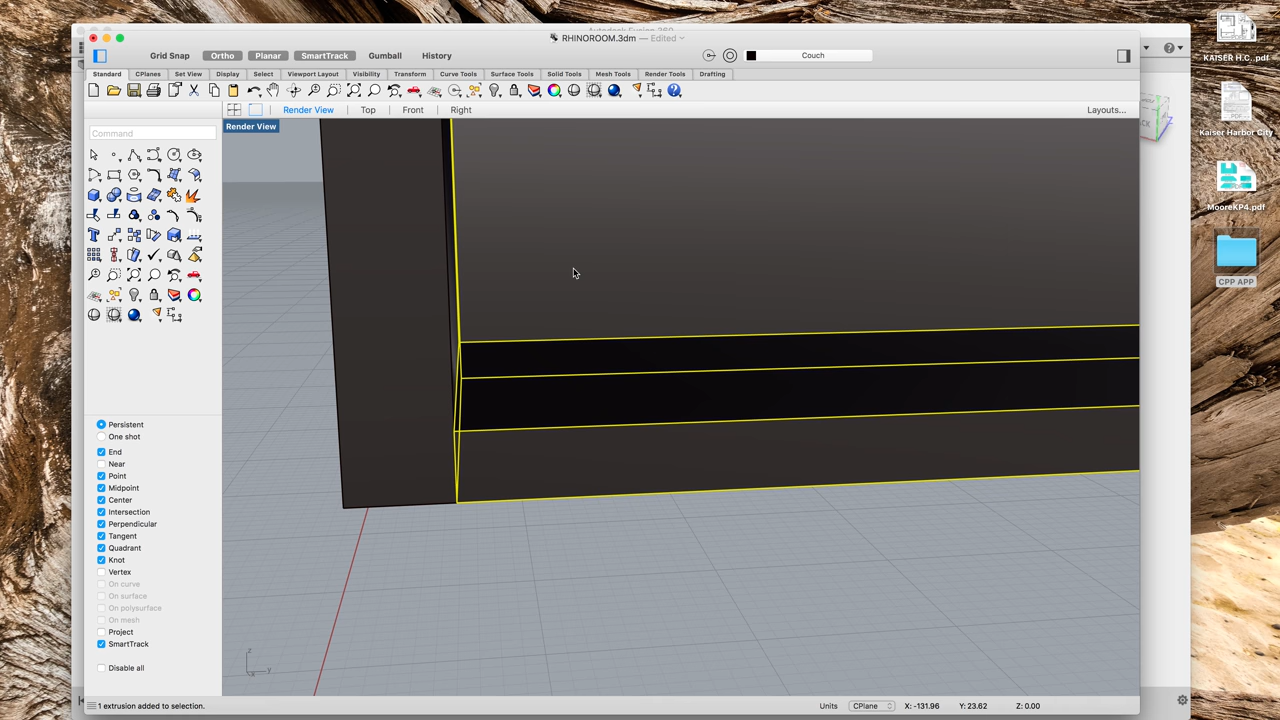 Autodesk Fusion 360
RHINOROOM.3dm — Edited
Grid Snap Ortho Planar SmartTrack Gumball History Couch
Standard CPlanes Set View Display Select Viewport Layout Visibility Transform Curve Tools Surface Tools Solid Tools Mesh Tools Render Tools Drafting
Render View Top Front Right Layouts...
Render View
Command
Persistent
One shot
End
Near
Point
Midpoint
Center
Intersection
Perpendicular
Tangent
Quadrant
Knot
Vertex
On curve
On surface
On polysurface
On mesh
Project
SmartTrack
Disable all
z
y
x
1 extrusion added to selection. Units CPlane X: -131.96 Y: 23.62 Z: 0.00
KAISER H.C..pdf
Kaiser Harbor City
MooreKP4.pdf
CPP APP
Z